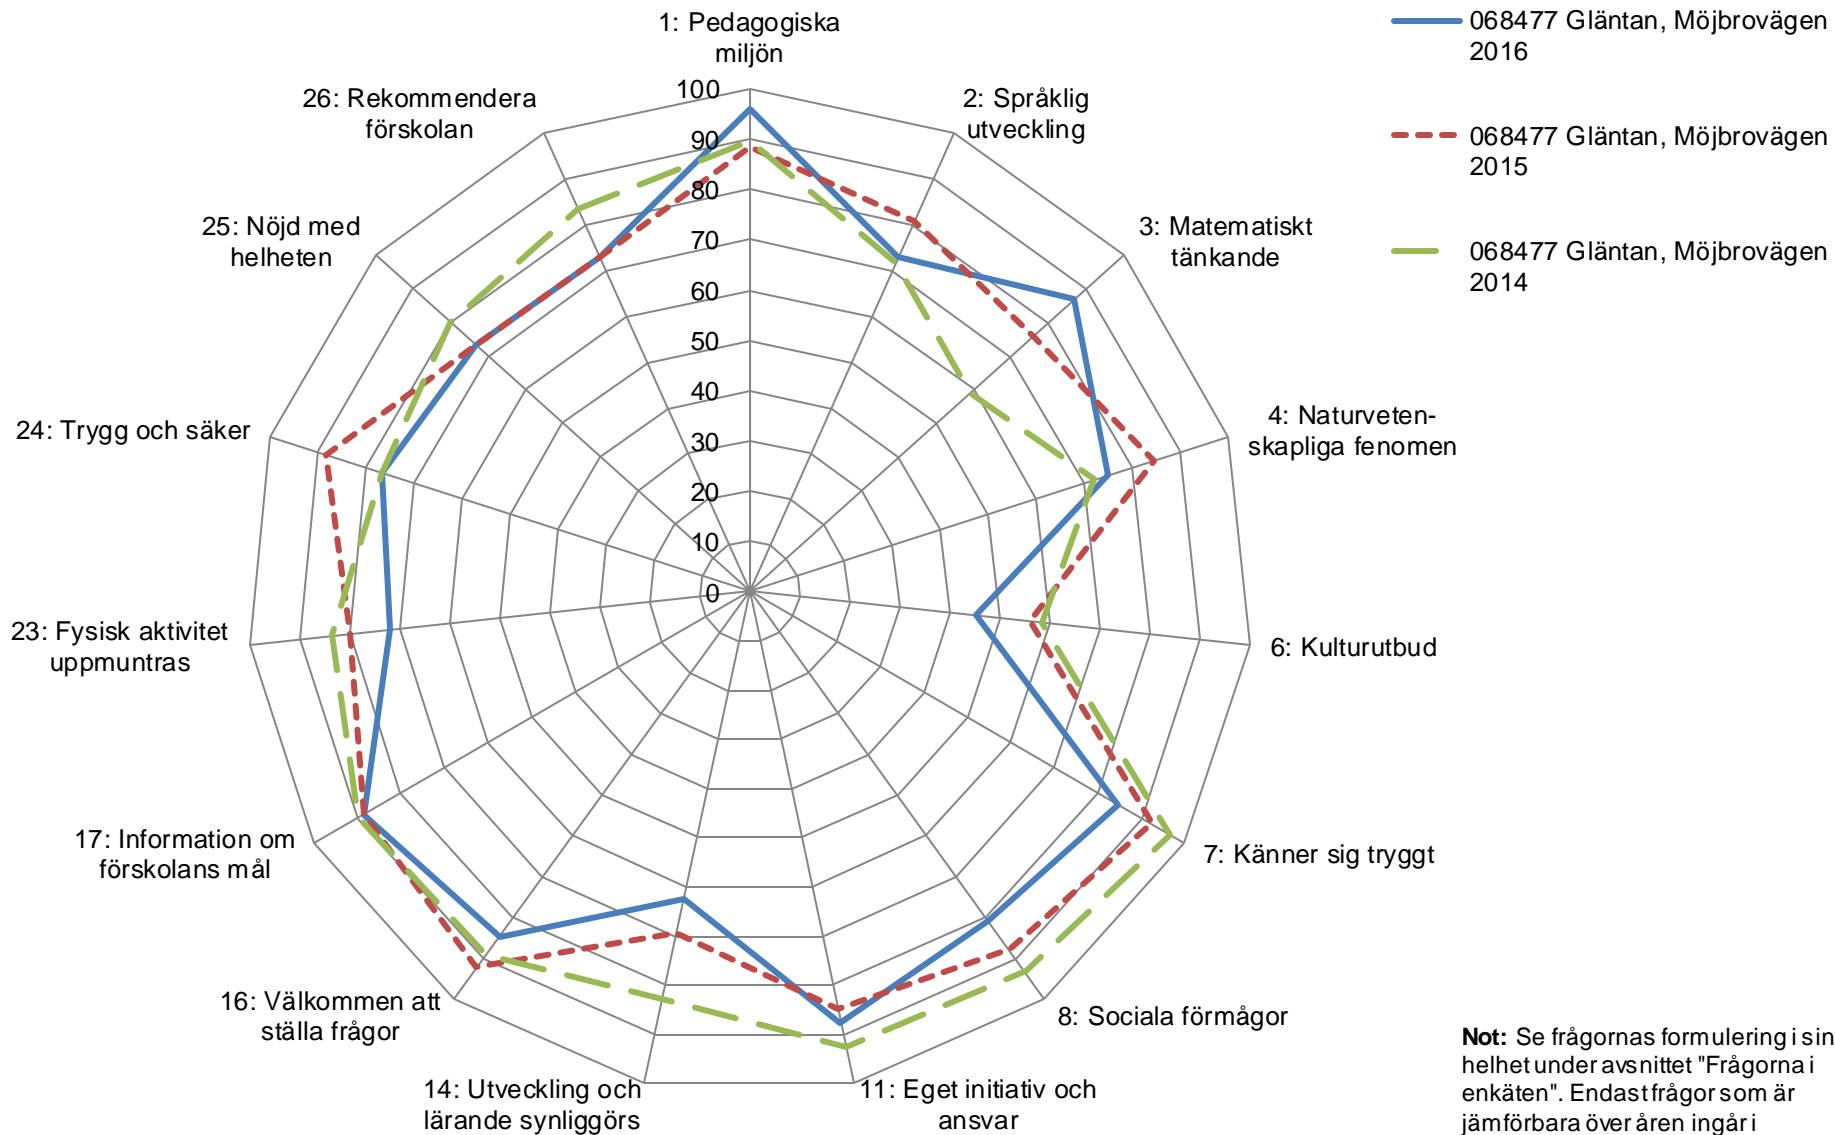 1: Pedagogiska
miljön
2: Språklig
utveckling
3: Matematiskt
tänkande
4: Naturveten-
skapliga fenomen
6: Kulturutbud
7: Känner sig tryggt
8: Sociala förmågor
11: Eget initiativ och
ansvar
14: Utveckling och
lärande synliggörs
16: Välkommen att
ställa frågor
17: Information om
förskolans mål
23: Fysisk aktivitet
uppmuntras
24: Trygg och säker
25: Nöjd med
helheten
26: Rekommendera
förskolan
100
90
80
70
60
50
40
30
20
10
0
068477 Gläntan, Möjbrovägen
2016
068477 Gläntan, Möjbrovägen
2015
068477 Gläntan, Möjbrovägen
2014
Not: Se frågornas formulering i sin
helhet under avsnittet "Frågorna i
enkäten". Endast frågor som är
jämförbara över åren ingår i